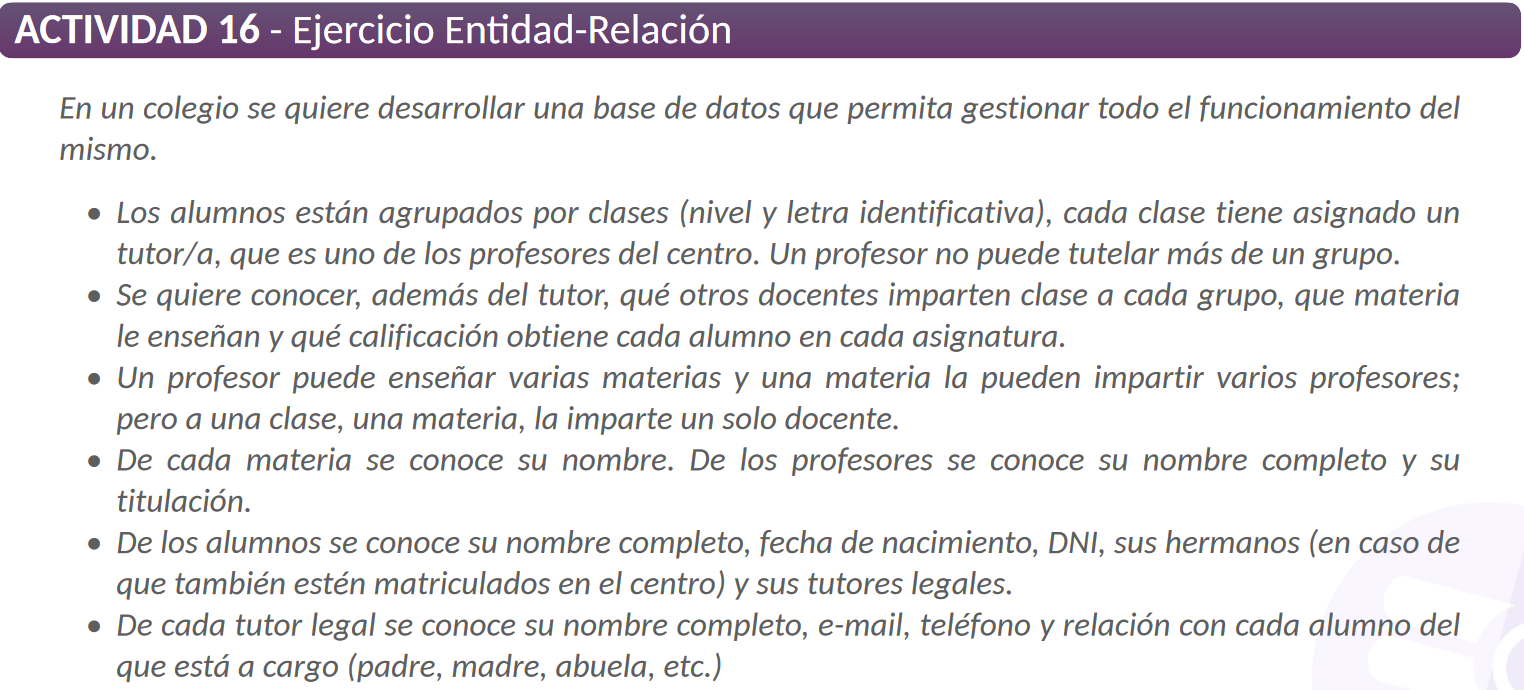 ACTIVIDAD 16 - Ejercicio Entidad-Relación
En un colegio se quiere desarrollar una base de datos que permita gestionar todo el funcionamiento del
mismo.
• Los alumnos están agrupados por clases (nivel y letra identificativa), cada clase tiene asignado un
tutor/a, que es uno de los profesores del centro. Un profesor no puede tutelar más de un grupo.
• Se quiere conocer, además del tutor, qué otros docentes imparten clase a cada grupo, que materia
le enseñan y qué calificación obtiene cada alumno en cada asignatura.
• Un profesor puede enseñar varias materias y una materia la pueden impartir varios profesores;
pero a una clase, una materia, la imparte un solo docente.
• De cada materia se conoce su nombre. De los profesores se conoce su nombre completo y su
titulación.
• De los alumnos se conoce su nombre completo, fecha de nacimiento, DNI, sus hermanos (en caso de
que también estén matriculados en el centro) y sus tutores legales.
• De cada tutor legal se conoce su nombre completo, e-mail, teléfono y relación con cada alumno del
que está a cargo (padre, madre, abuela, etc.)